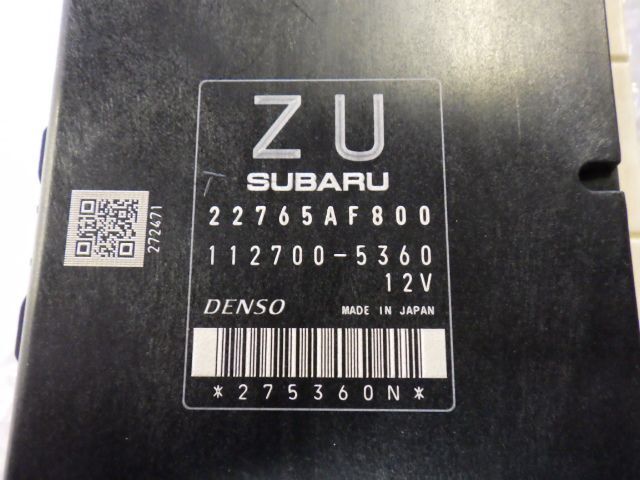 ZU
SUBARU
22765AF800
112700-5360
12V
DENSO MADE IN JAPAN
*275360N*
272471